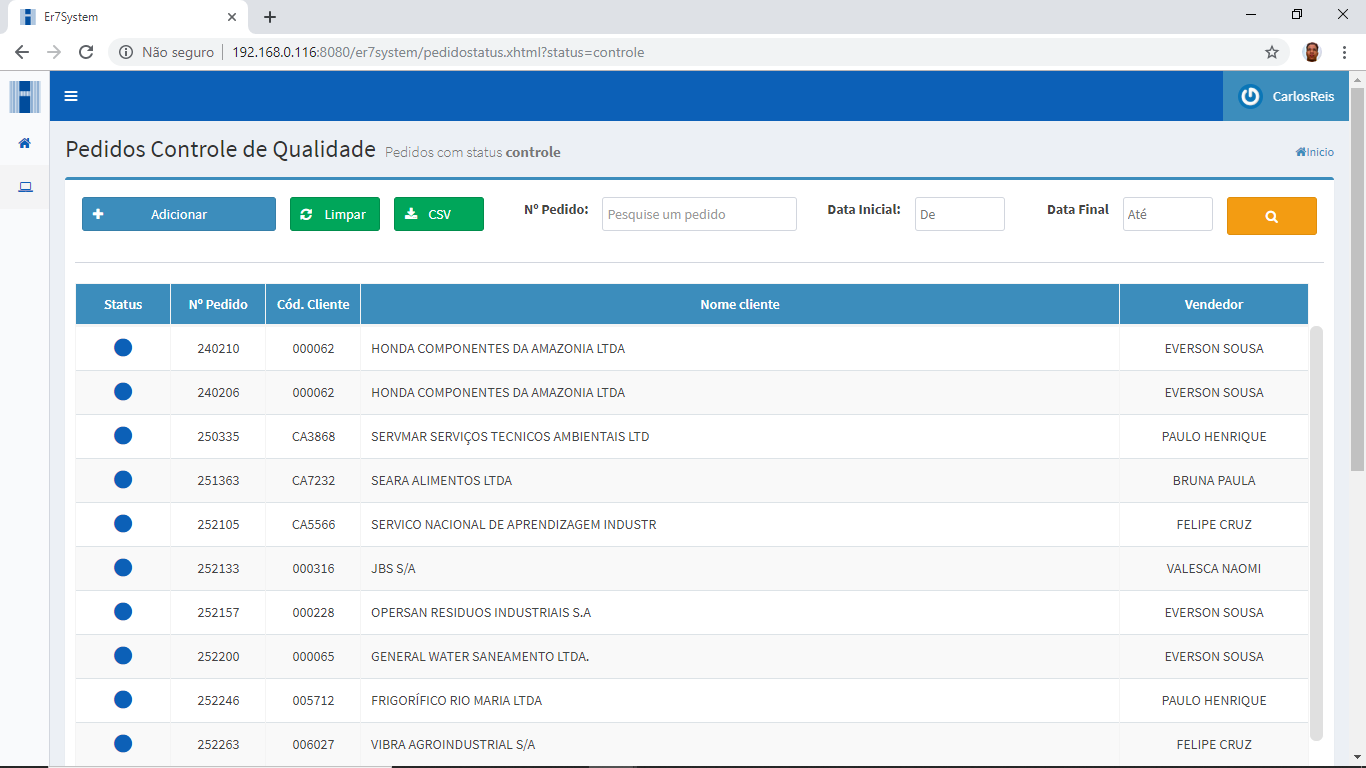 Er7System
Não seguro 192.168.0.116:8080/er7system/pedidostatus.xhtml?status=controle
CarlosReis
Pedidos Controle de Qualidade Pedidos com status controle Inicio
Adicionar Limpar CSV Nº Pedido: Pesquise um pedido Data Inicial: De Data Final Até
Status Nº Pedido Cód. Cliente Nome cliente Vendedor
240210 000062 HONDA COMPONENTES DA AMAZONIA LTDA EVERSON SOUSA
240206 000062 HONDA COMPONENTES DA AMAZONIA LTDA EVERSON SOUSA
250335 CA3868 SERVMAR SERVIÇOS TECNICOS AMBIENTAIS LTD PAULO HENRIQUE
251363 CA7232 SEARA ALIMENTOS LTDA BRUNA PAULA
252105 CA5566 SERVICO NACIONAL DE APRENDIZAGEM INDUSTR FELIPE CRUZ
252133 000316 JBS S/A VALESCA NAOMI
252157 000228 OPERSAN RESIDUOS INDUSTRIAIS S.A EVERSON SOUSA
252200 000065 GENERAL WATER SANEAMENTO LTDA. EVERSON SOUSA
252246 005712 FRIGORÍFICO RIO MARIA LTDA PAULO HENRIQUE
252263 006027 VIBRA AGROINDUSTRIAL S/A FELIPE CRUZ